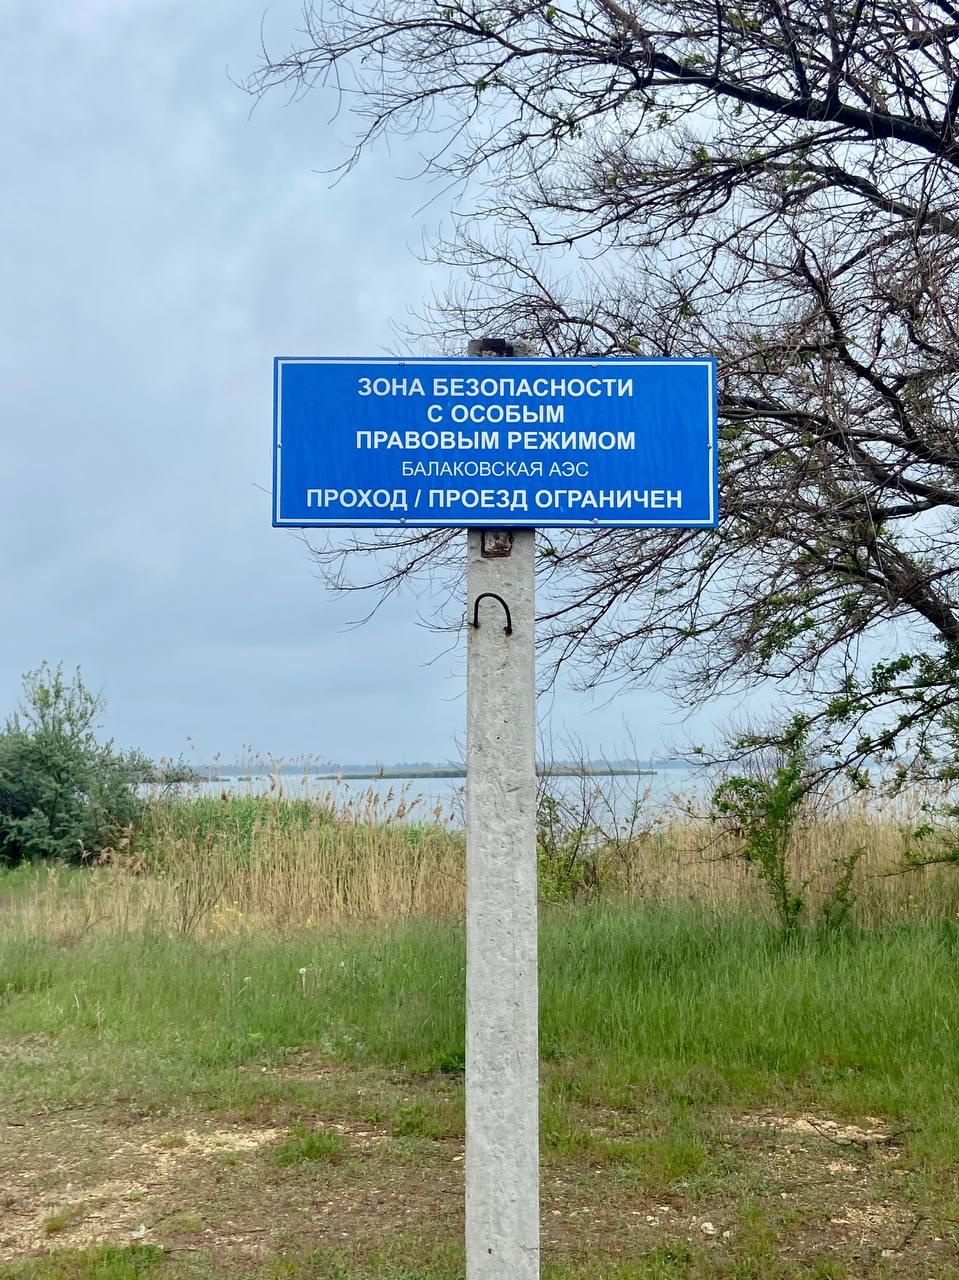 ЗОНА БЕЗОПАСНОСТИ
С ОСОБЫМ
ПРАВОВЫМ РЕЖИМОМ
БАЛАКОВСКАЯ АЭС
ПРОХОД / ПРОЕЗД ОГРАНИЧЕН